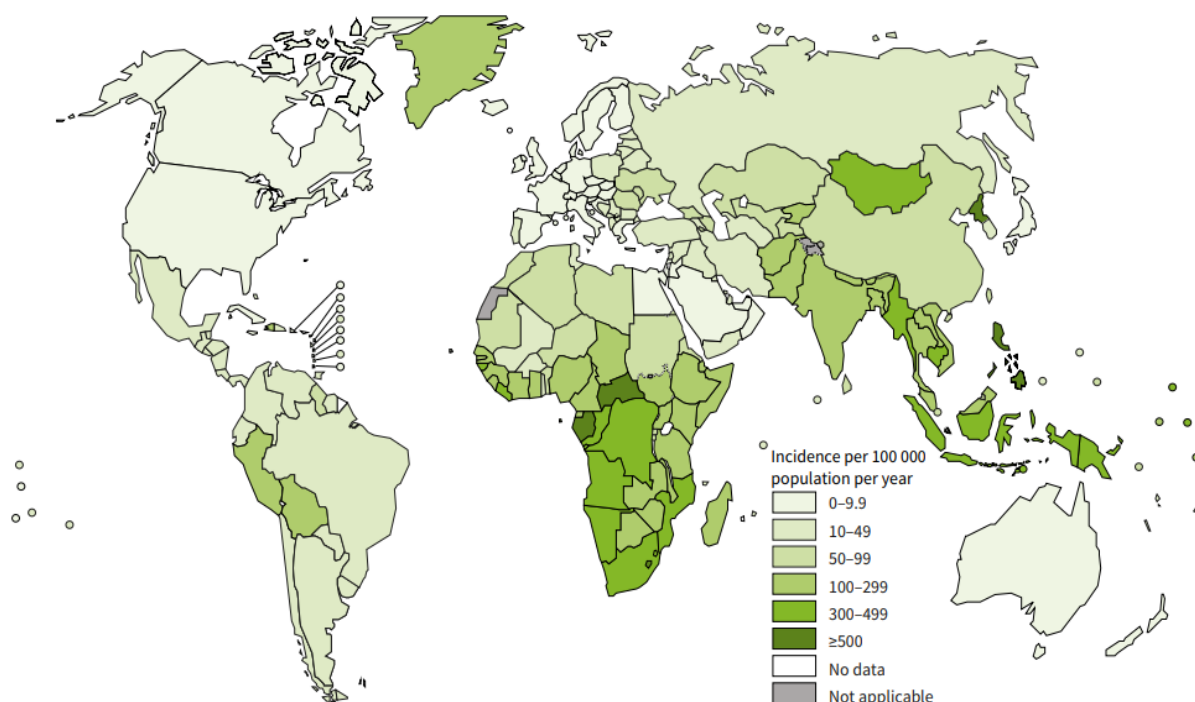 Incidence per 100 000
population per year
0–9.9
10–49
50–99
100–299
300–499
≥500
No data
Not applicable